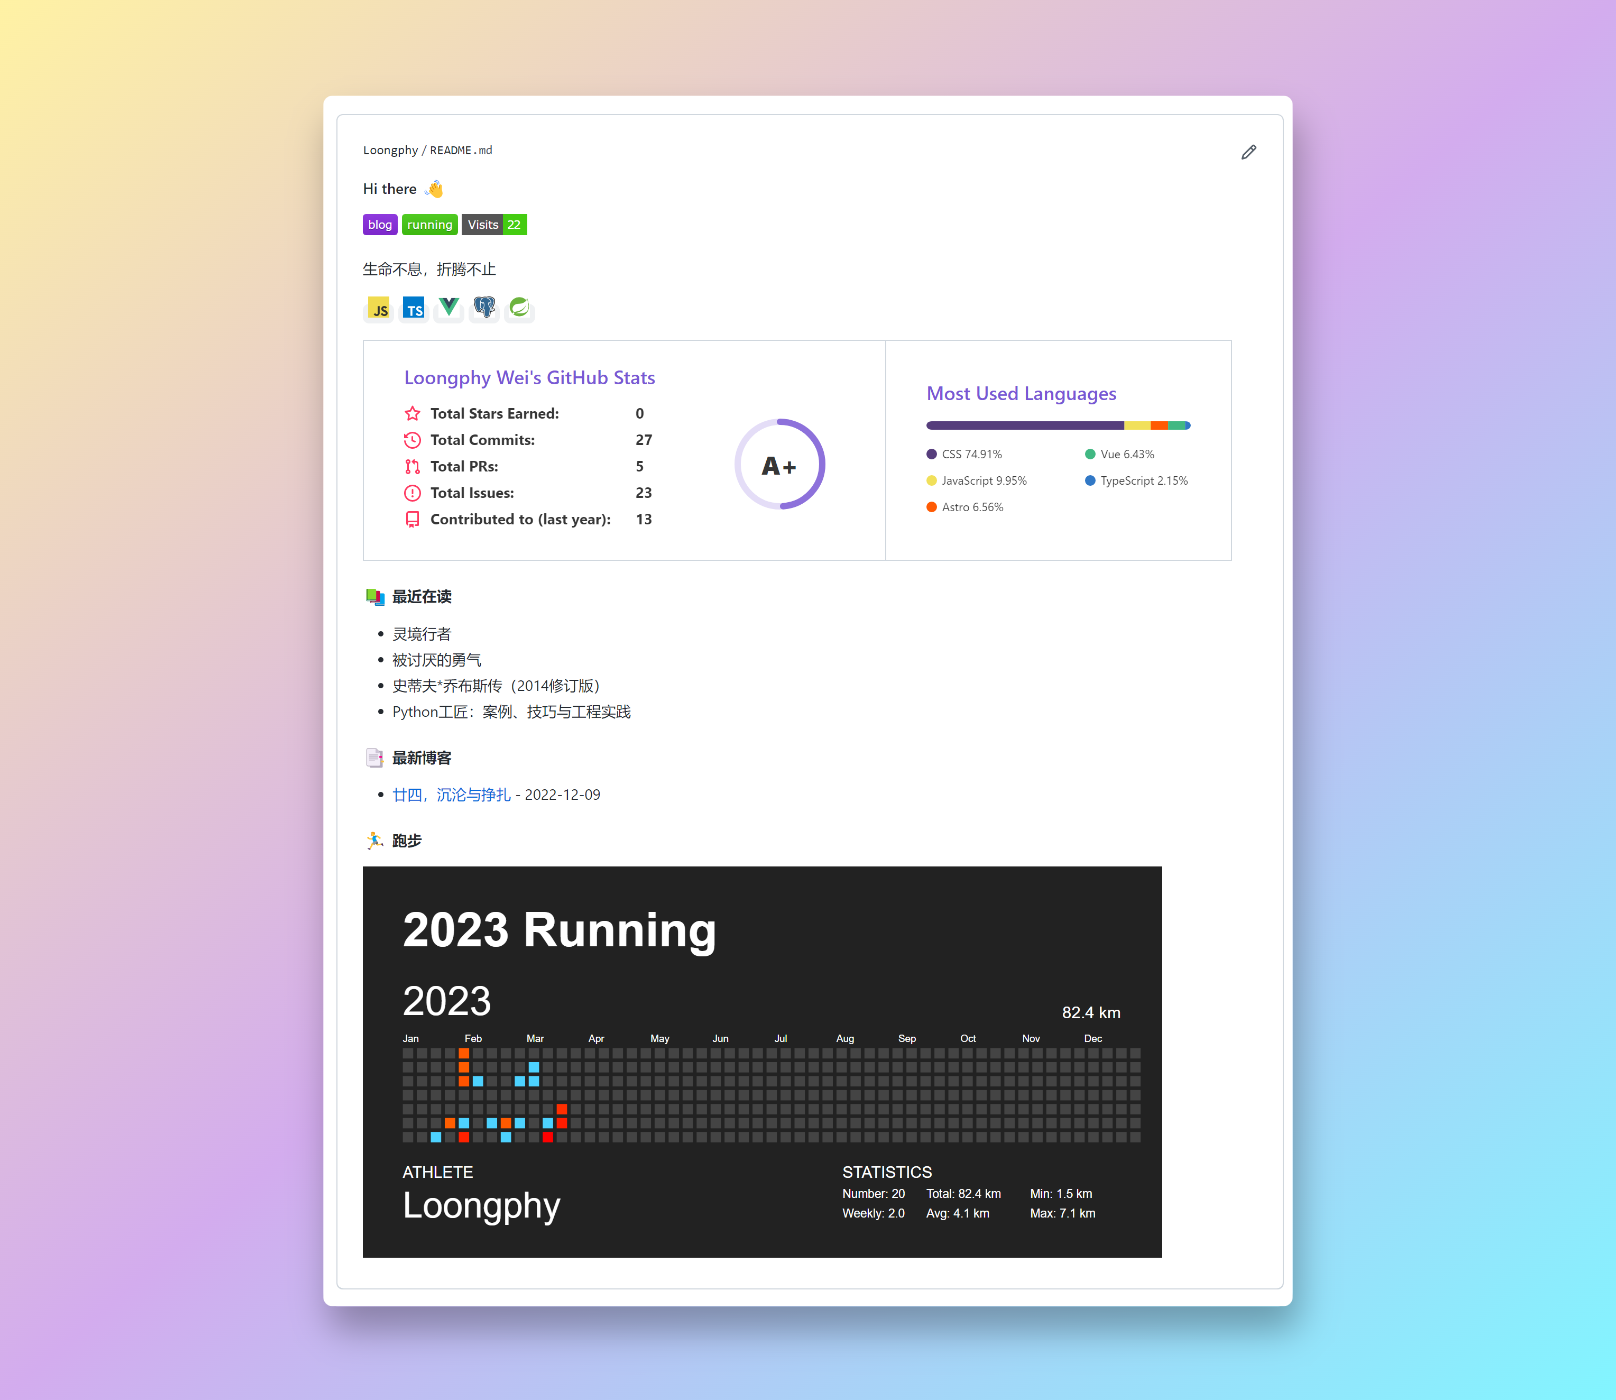 Loongphy / README.md
Hi there 👋
blog running Visits 22
生命不息，折腾不止
JS TS
Loongphy Wei's GitHub Stats
Total Stars Earned: 0
Total Commits: 27
Total PRs: 5
Total Issues: 23
Contributed to (last year): 13
A+
Most Used Languages
CSS 74.91%
JavaScript 9.95%
Astro 6.56%
Vue 6.43%
TypeScript 2.15%
最近在读
灵境行者
被讨厌的勇气
史蒂夫*乔布斯传（2014修订版）
Python工匠：案例、技巧与工程实践
最新博客
廿四，沉沦与挣扎 - 2022-12-09
跑步
2023 Running
2023
82.4 km
Jan Feb Mar Apr May Jun Jul Aug Sep Oct Nov Dec
ATHLETE
Loongphy
STATISTICS
Number: 20 Total: 82.4 km Min: 1.5 km
Weekly: 2.0 Avg: 4.1 km Max: 7.1 km